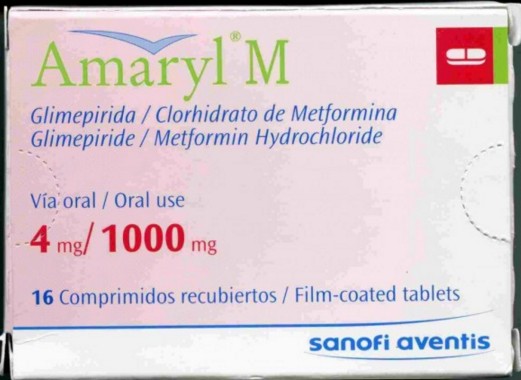 Amaryl® M
Glimepirida / Clorhidrato de Metformina
Glimepiride / Metformin Hydrochloride
Vía oral / Oral use
4 mg/ 1000 mg
16 Comprimidos recubiertos / Film-coated tablets
sanofi aventis